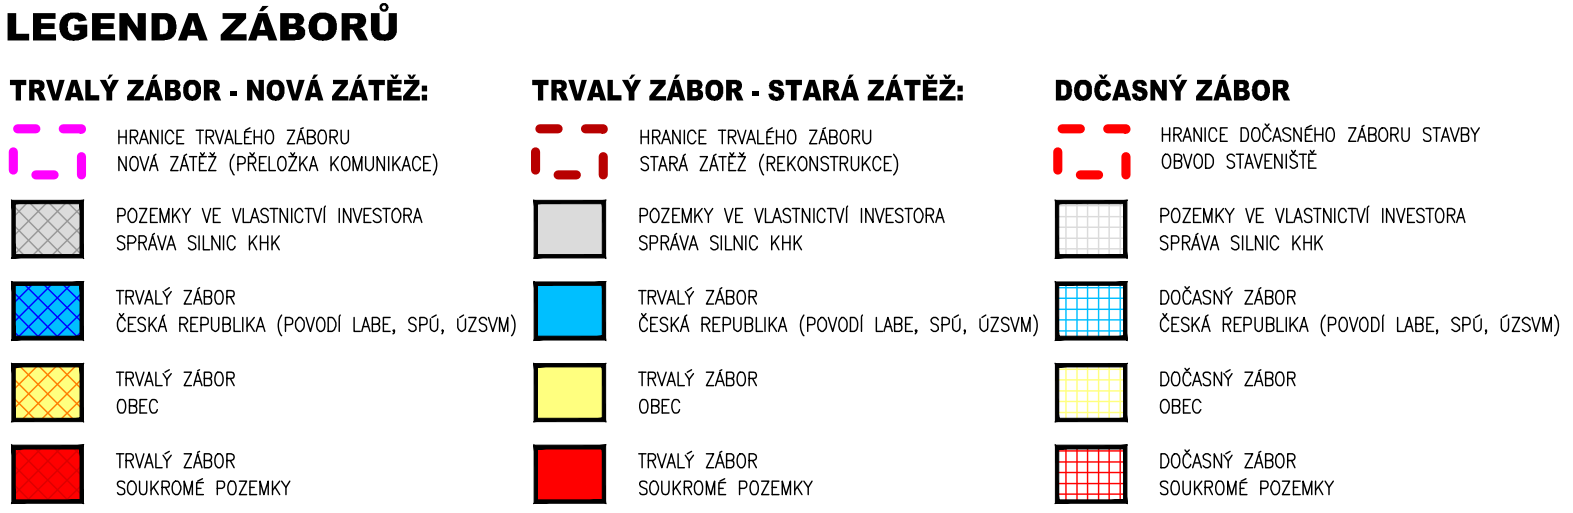 LEGENDA ZÁBORŮ
TRVALÝ ZÁBOR - NOVÁ ZÁTĚŽ:
HRANICE TRVALÉHO ZÁBORU
NOVÁ ZÁTĚŽ (PŘELOŽKA KOMUNIKACE)
POZEMKY VE VLASTNICTVÍ INVESTORA
SPRÁVA SILNIC KHK
TRVALÝ ZÁBOR
ČESKÁ REPUBLIKA (POVODÍ LABE, SPÚ, ÚZSVM)
TRVALÝ ZÁBOR
OBEC
TRVALÝ ZÁBOR
SOUKROMÉ POZEMKY
TRVALÝ ZÁBOR - STARÁ ZÁTĚŽ:
HRANICE TRVALÉHO ZÁBORU
STARÁ ZÁTĚŽ (REKONSTRUKCE)
POZEMKY VE VLASTNICTVÍ INVESTORA
SPRÁVA SILNIC KHK
TRVALÝ ZÁBOR
ČESKÁ REPUBLIKA (POVODÍ LABE, SPÚ, ÚZSVM)
TRVALÝ ZÁBOR
OBEC
TRVALÝ ZÁBOR
SOUKROMÉ POZEMKY
DOČASNÝ ZÁBOR
HRANICE DOČASNÉHO ZÁBORU STAVBY
OBVOD STAVENIŠTĚ
POZEMKY VE VLASTNICTVÍ INVESTORA
SPRÁVA SILNIC KHK
DOČASNÝ ZÁBOR
ČESKÁ REPUBLIKA (POVODÍ LABE, SPÚ, ÚZSVM)
DOČASNÝ ZÁBOR
OBEC
DOČASNÝ ZÁBOR
SOUKROMÉ POZEMKY